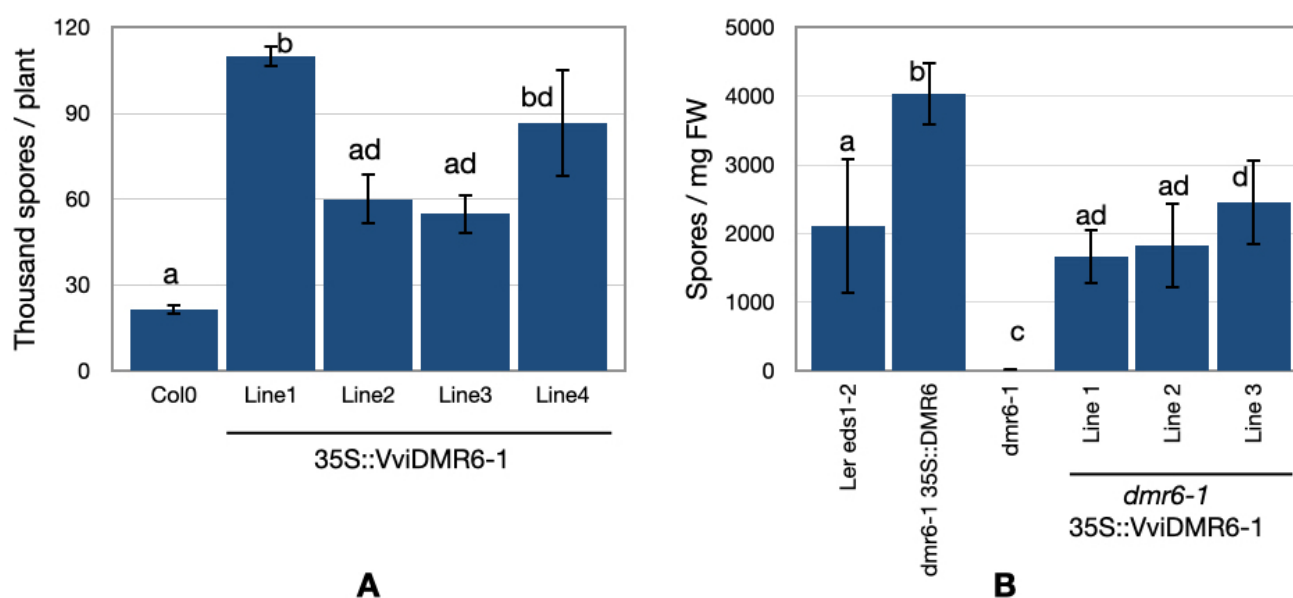 Thousand spores / plant
120
90
60
30
0
a
b
ad
ad
bd
Col0
Line1
Line2
Line3
Line4
35S::VviDMR6-1
A
Spores / mg FW
5000
4000
3000
2000
1000
0
a
b
c
ad
ad
d
Ler eds1-2
dmr6-1 35S::DMR6
dmr6-1
Line 1
Line 2
Line 3
dmr6-1
35S::VviDMR6-1
B